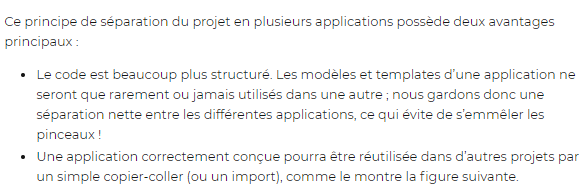 Ce principe de séparation du projet en plusieurs applications possède deux avantages
principaux :
• Le code est beaucoup plus structuré. Les modèles et templates d’une application ne
seront que rarement ou jamais utilisés dans une autre ; nous gardons donc une
séparation nette entre les différentes applications, ce qui évite de s’emmêler les
pinceaux !
• Une application correctement conçue pourra être réutilisée dans d’autres projets par
un simple copier-coller (ou un import), comme le montre la figure suivante.